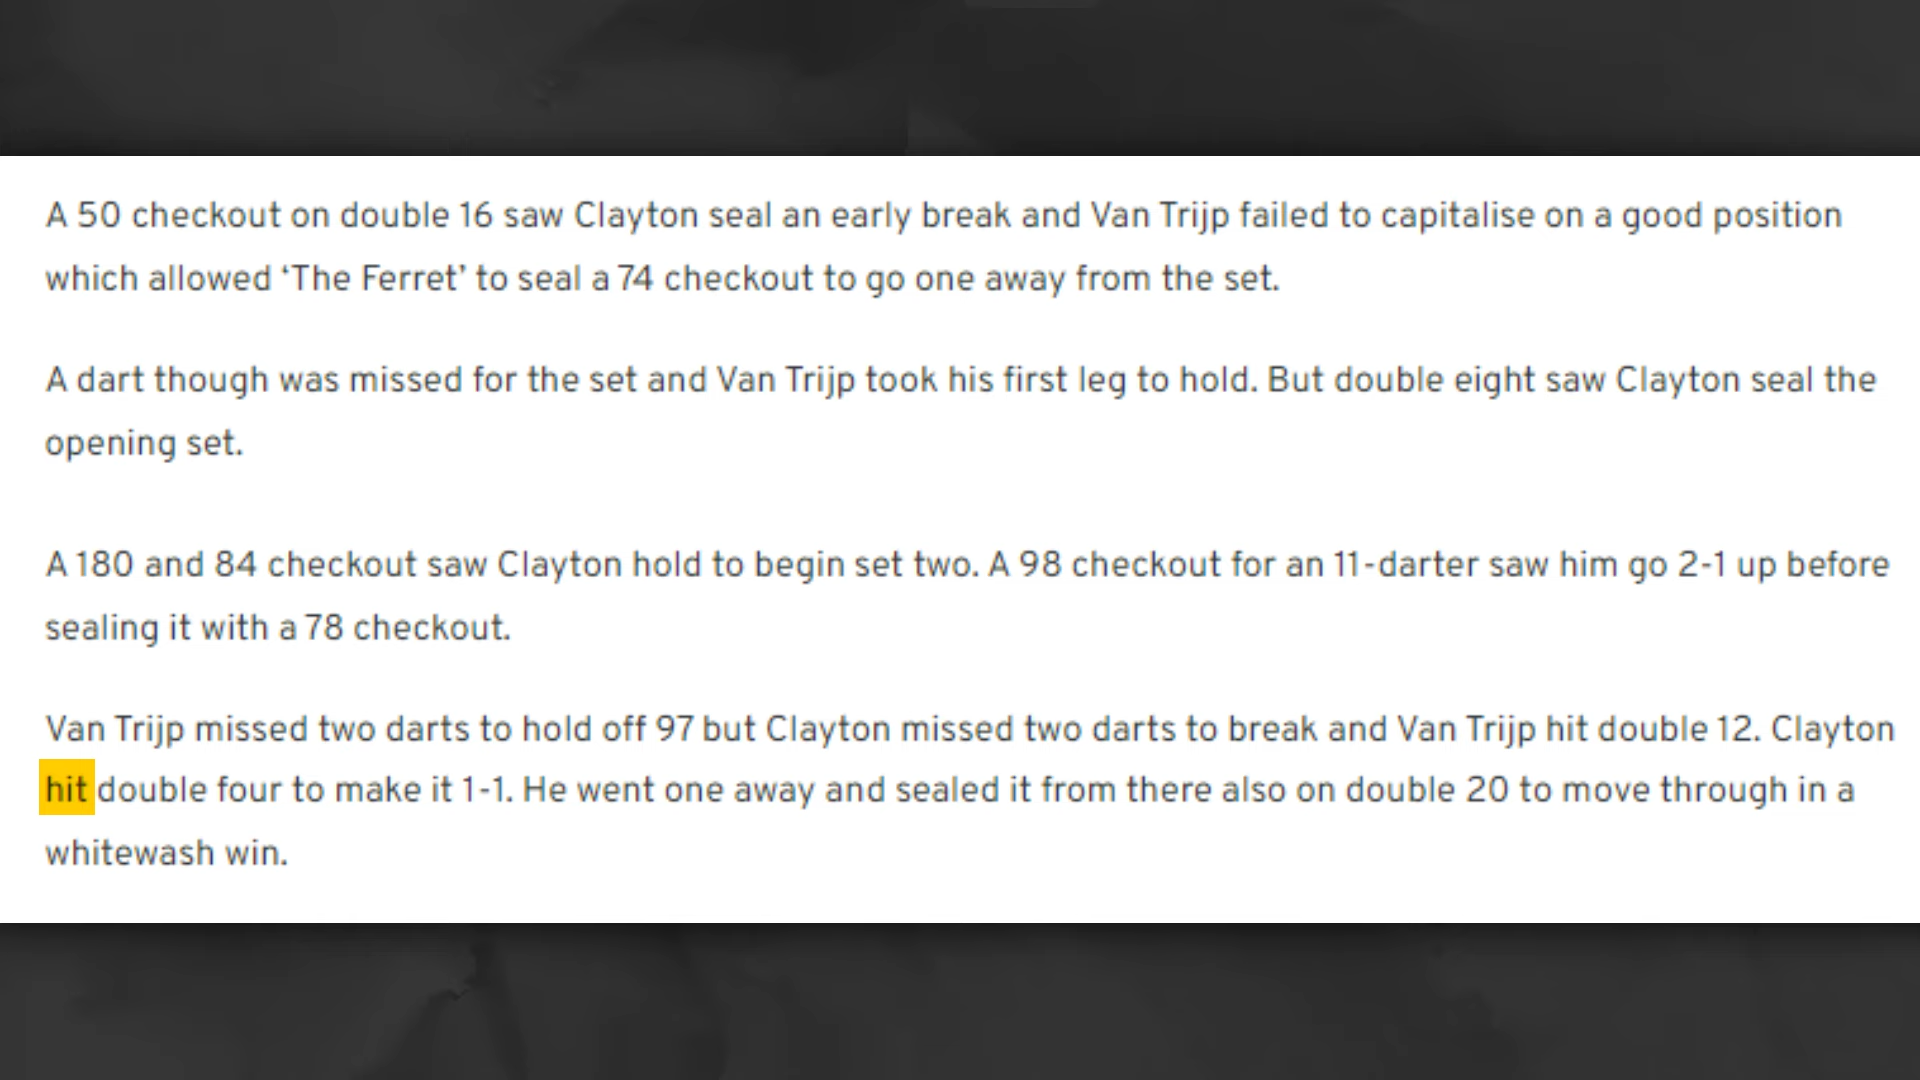 A 50 checkout on double 16 saw Clayton seal an early break and Van Trijp failed to capitalise on a good position
which allowed ‘The Ferret’ to seal a 74 checkout to go one away from the set.
A dart though was missed for the set and Van Trijp took his first leg to hold. But double eight saw Clayton seal the
opening set.
A 180 and 84 checkout saw Clayton hold to begin set two. A 98 checkout for an 11-darter saw him go 2-1 up before
sealing it with a 78 checkout.
Van Trijp missed two darts to hold off 97 but Clayton missed two darts to break and Van Trijp hit double 12. Clayton
hit double four to make it 1-1. He went one away and sealed it from there also on double 20 to move through in a
whitewash win.